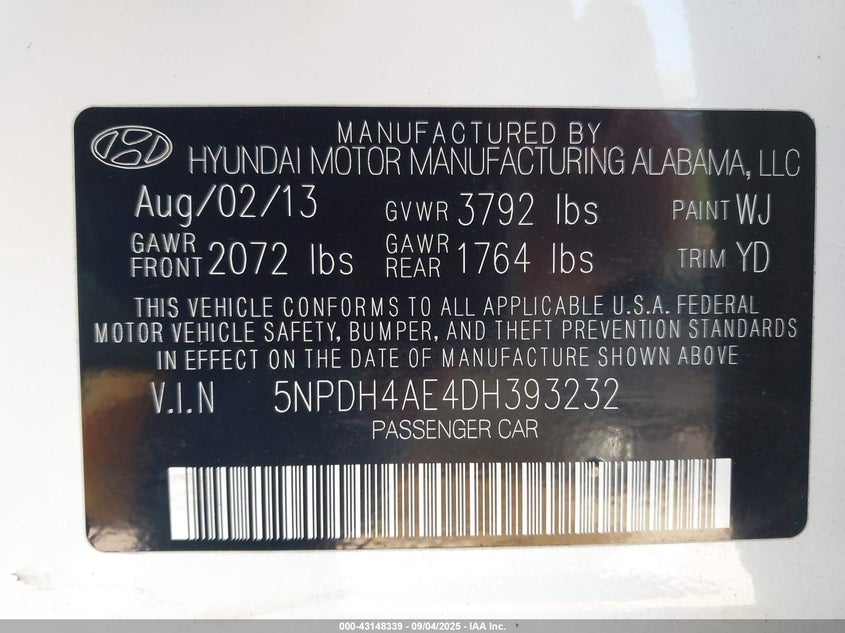 MANUFACTURED BY
HYUNDAI MOTOR MANUFACTURING ALABAMA, LLC
Aug/02/13 GVWR 3792 lbs PAINT WJ
GAWR FRONT 2072 lbs GAWR REAR 1764 lbs TRIM YD
THIS VEHICLE CONFORMS TO ALL APPLICABLE U.S.A. FEDERAL
MOTOR VEHICLE SAFETY, BUMPER, AND THEFT PREVENTION STANDARDS
IN EFFECT ON THE DATE OF MANUFACTURE SHOWN ABOVE
V.I.N 5NPDH4AE4DH393232
PASSENGER CAR
000-43148339 - 09/04/2025 - IAA Inc.